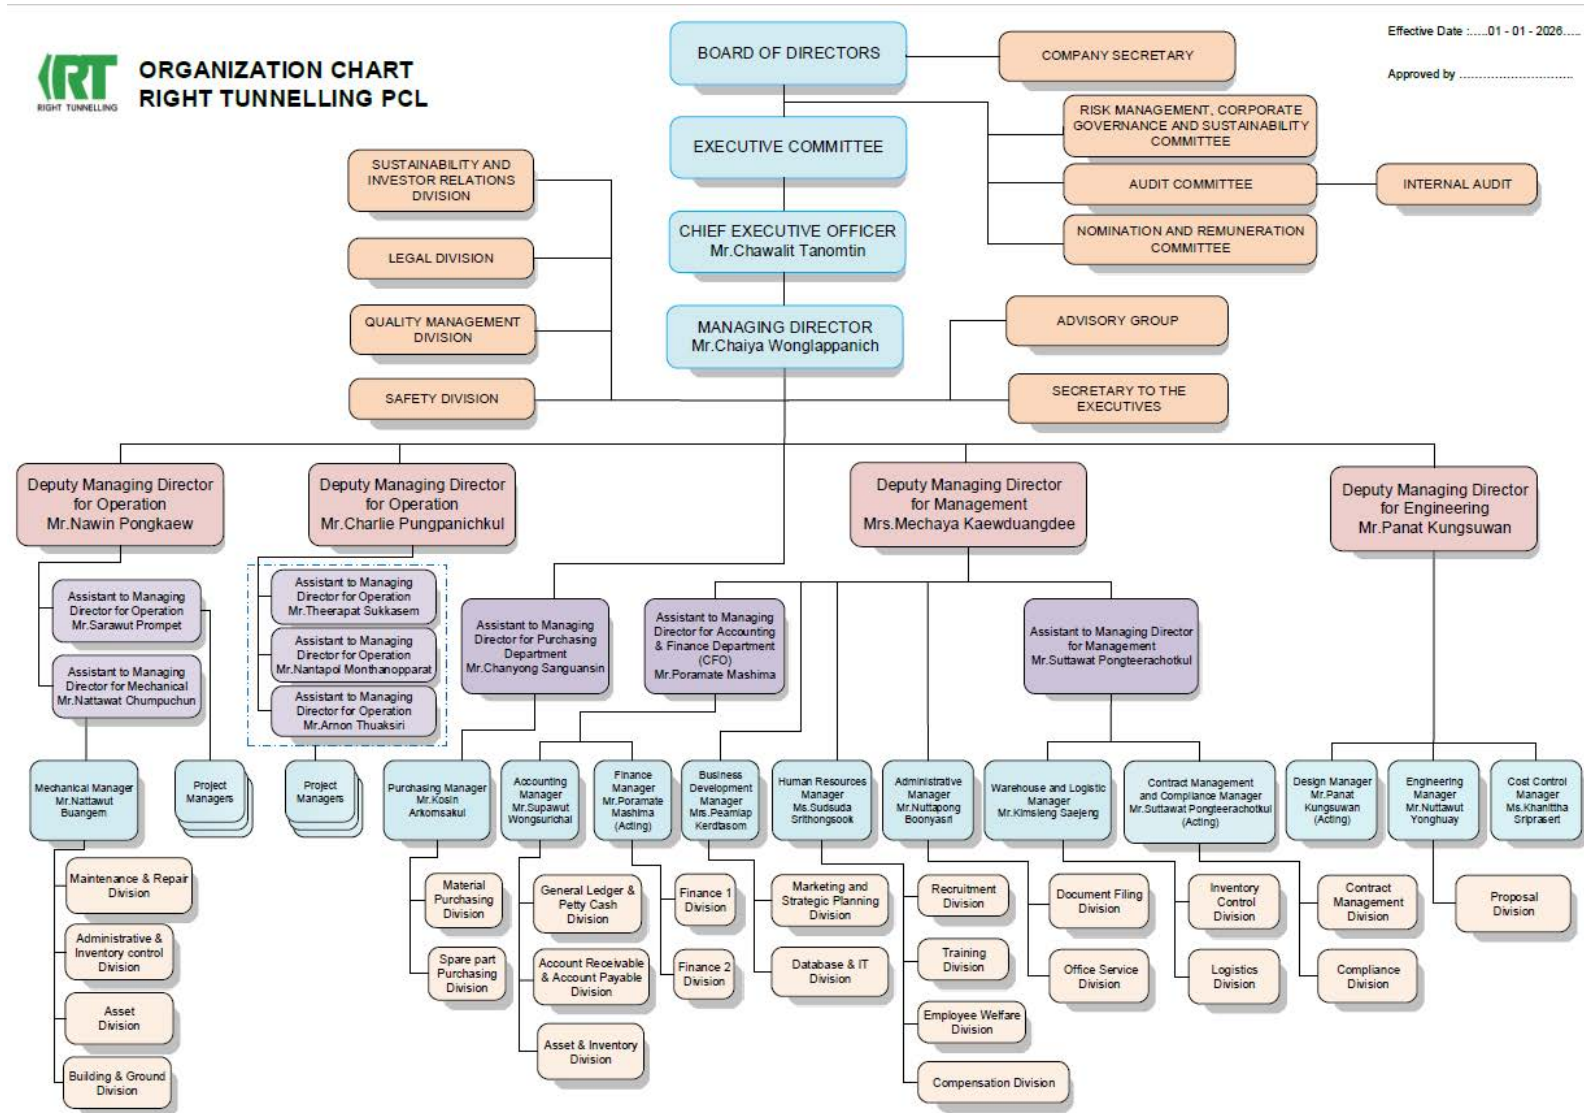 Effective Date :.....01 - 01 - 2026.....
Approved by ..............................
RT
RIGHT TUNNELLING
ORGANIZATION CHART
RIGHT TUNNELLING PCL
BOARD OF DIRECTORS
COMPANY SECRETARY
RISK MANAGEMENT, CORPORATE
GOVERNANCE AND SUSTAINABILITY
COMMITTEE
EXECUTIVE COMMITTEE
AUDIT COMMITTEE
INTERNAL AUDIT
NOMINATION AND REMUNERATION
COMMITTEE
SUSTAINABILITY AND
INVESTOR RELATIONS
DIVISION
CHIEF EXECUTIVE OFFICER
Mr.Chawalit Tanomtin
LEGAL DIVISION
QUALITY MANAGEMENT
DIVISION
MANAGING DIRECTOR
Mr.Chaiya Wonglappanich
ADVISORY GROUP
SAFETY DIVISION
SECRETARY TO THE
EXECUTIVES
Deputy Managing Director
for Operation
Mr.Nawin Pongkaew
Deputy Managing Director
for Operation
Mr.Charlie Pungpanichkul
Deputy Managing Director
for Management
Mrs.Mechaya Kaewduangdee
Deputy Managing Director
for Engineering
Mr.Panat Kungsuwan
Assistant to Managing
Director for Operation
Mr.Sarawut Prompet
Assistant to Managing
Director for Mechanical
Mr.Nattawat Chumpuchun
Assistant to Managing
Director for Operation
Mr.Theerapat Sukkasem
Assistant to Managing
Director for Operation
Mr.Nantapol Monthanopparat
Assistant to Managing
Director for Operation
Mr.Arnon Thuaksiri
Assistant to Managing
Director for Purchasing
Department
Mr.Chanyong Sanguansin
Assistant to Managing
Director for Accounting
& Finance Department
(CFO)
Mr.Poramate Mashima
Assistant to Managing Director
for Management
Mr.Suttawat Pongteerachotkul
Mechanical Manager
Mr.Nattawut
Buangern
Project
Managers
Project
Managers
Purchasing Manager
Mr.Kosin
Arkomsakul
Accounting
Manager
Mr.Supawut
Wongsurichai
Finance
Manager
Mr.Poramate
Mashima
(Acting)
Business
Development
Manager
Mrs.Peamlap
Kerdtasom
Human Resources
Manager
Ms.Sudsuda
Srithongsook
Administrative
Manager
Mr.Nuttapong
Boonyasri
Warehouse and Logistic
Manager
Mr.Kimsieng Saejeng
Contract Management
and Compliance Manager
Mr.Suttawat Pongteerachotkul
(Acting)
Design Manager
Mr.Panat
Kungsuwan
(Acting)
Engineering
Manager
Mr.Nuttawut
Yonghuay
Cost Control
Manager
Ms.Khanittha
Sriprasert
Maintenance & Repair
Division
Administrative &
Inventory control
Division
Asset
Division
Building & Ground
Division
Material
Purchasing
Division
Spare part
Purchasing
Division
General Ledger &
Petty Cash
Division
Account Receivable
& Account Payable
Division
Asset & Inventory
Division
Finance 1
Division
Finance 2
Division
Marketing and
Strategic Planning
Division
Database & IT
Division
Recruitment
Division
Training
Division
Employee Welfare
Division
Compensation Division
Document Filing
Division
Office Service
Division
Inventory
Control
Division
Logistics
Division
Contract
Management
Division
Compliance
Division
Proposal
Division